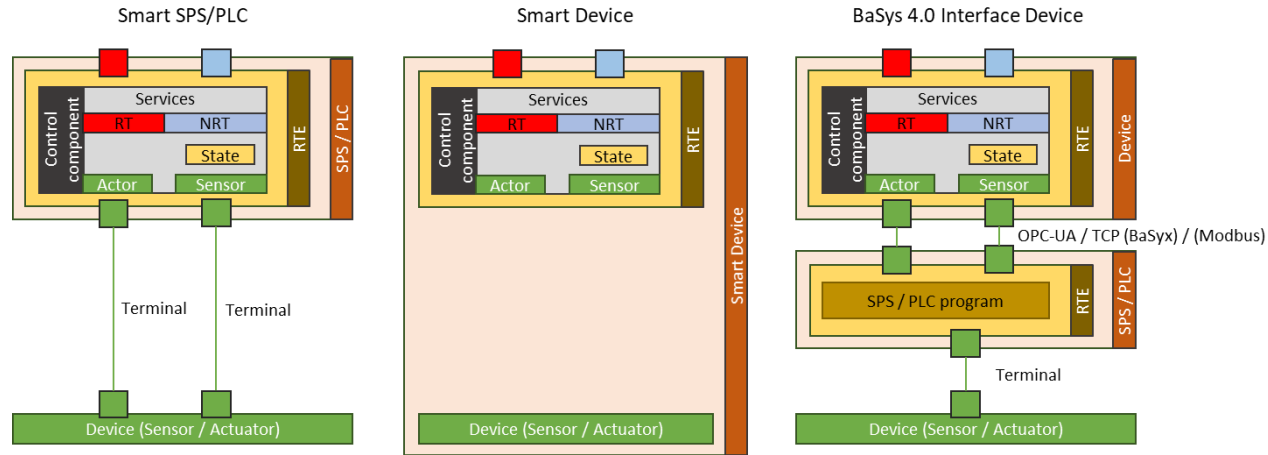 Smart SPS/PLC
Services
RT
NRT
State
Actor
Sensor
Control
component
RTE
SPS / PLC
Terminal
Terminal
Device (Sensor / Actuator)
Smart Device
Services
RT
NRT
State
Actor
Sensor
Control
component
RTE
Smart Device
Device (Sensor / Actuator)
BaSys 4.0 Interface Device
Services
RT
NRT
State
Actor
Sensor
Control
component
RTE
Device
OPC-UA / TCP (BaSyx) / (Modbus)
SPS / PLC program
RTE
SPS / PLC
Terminal
Device (Sensor / Actuator)